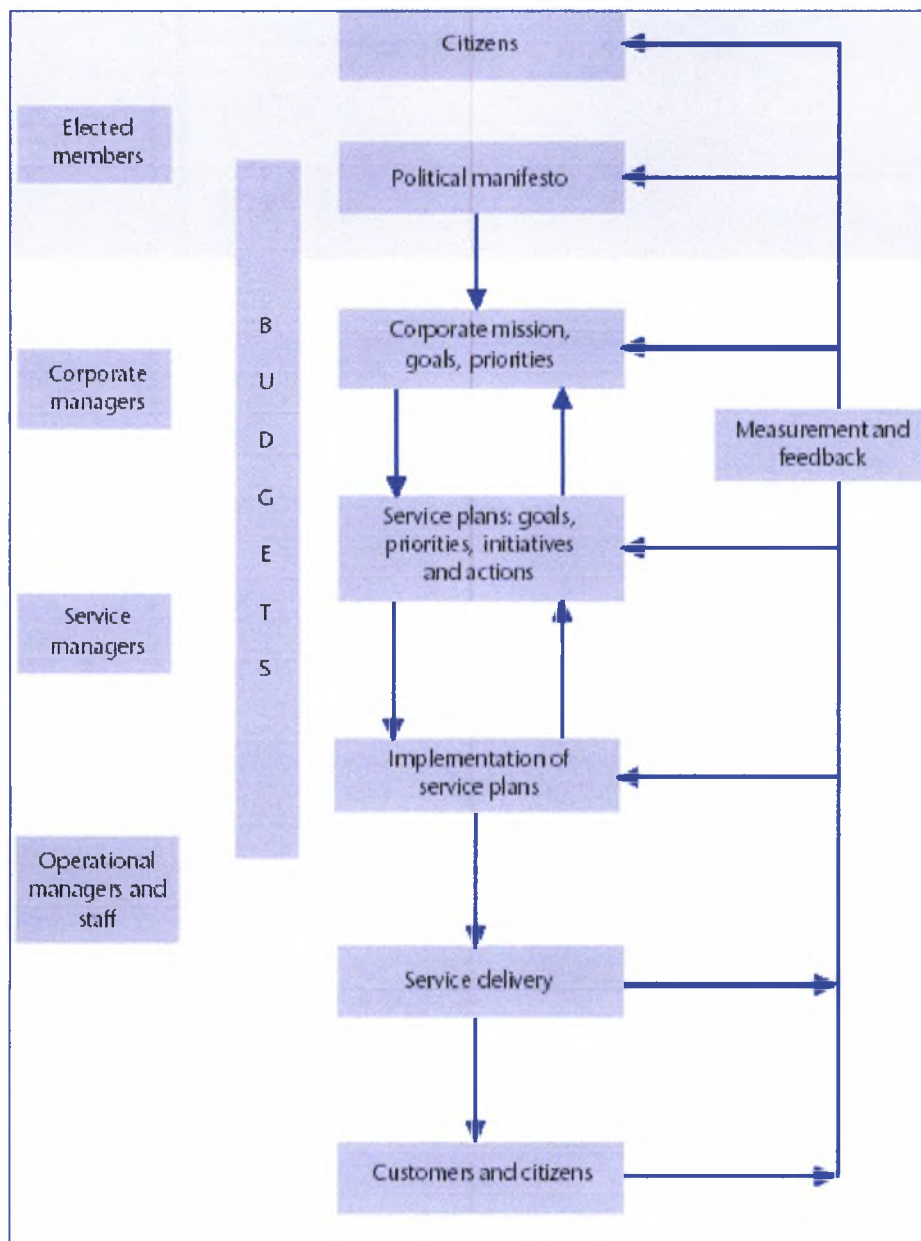 Citizens
Elected
members
Political manifesto
BUDGETS
Corporate mission,
goals, priorities
Corporate
managers
Measurement and
feedback
Service plans: goals,
priorities, initiatives
and actions
Service
managers
Implementation of
service plans
Operational
managers and
staff
Service delivery
Customers and citizens